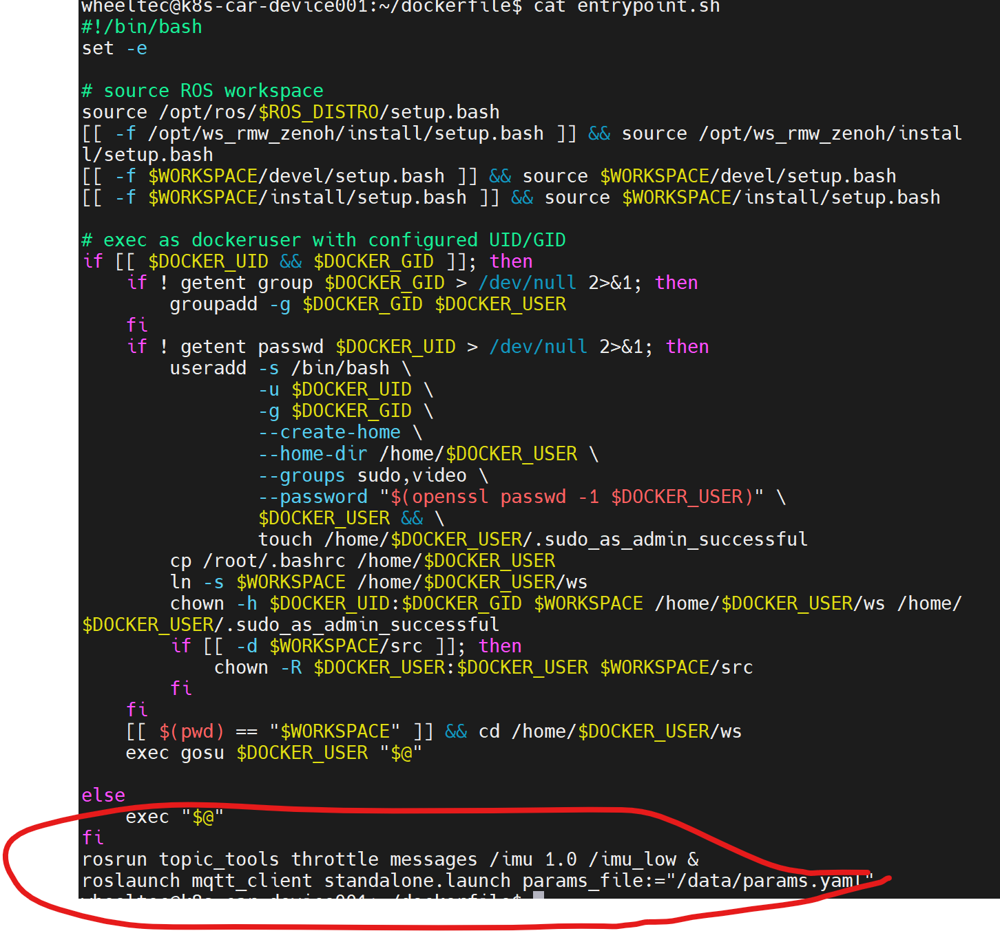 wheeltec@k8s-car-device001:~/dockerfile$ cat entrypoint.sh
#!/bin/bash
set -e

# source ROS workspace
source /opt/ros/$ROS_DISTRO/setup.bash
[[ -f /opt/ws_rmw_zenoh/install/setup.bash ]] && source /opt/ws_rmw_zenoh/instal
l/setup.bash
[[ -f $WORKSPACE/devel/setup.bash ]] && source $WORKSPACE/devel/setup.bash
[[ -f $WORKSPACE/install/setup.bash ]] && source $WORKSPACE/install/setup.bash

# exec as dockeruser with configured UID/GID
if [[ $DOCKER_UID && $DOCKER_GID ]]; then
    if ! getent group $DOCKER_GID > /dev/null 2>&1; then
        groupadd -g $DOCKER_GID $DOCKER_USER
    fi
    if ! getent passwd $DOCKER_UID > /dev/null 2>&1; then
        useradd -s /bin/bash \
                -u $DOCKER_UID \
                -g $DOCKER_GID \
                --create-home \
                --home-dir /home/$DOCKER_USER \
                --groups sudo,video \
                --password "$(openssl passwd -1 $DOCKER_USER)" \
                $DOCKER_USER && \
                touch /home/$DOCKER_USER/.sudo_as_admin_successful
        cp /root/.bashrc /home/$DOCKER_USER
        ln -s $WORKSPACE /home/$DOCKER_USER/ws
        chown -h $DOCKER_UID:$DOCKER_GID $WORKSPACE /home/$DOCKER_USER/ws /home/
$DOCKER_USER/.sudo_as_admin_successful
        if [[ -d $WORKSPACE/src ]]; then
            chown -R $DOCKER_USER:$DOCKER_USER $WORKSPACE/src
        fi
    fi
    [[ $(pwd) == "$WORKSPACE" ]] && cd /home/$DOCKER_USER/ws
    exec gosu $DOCKER_USER "$@"

else
    exec "$@"
fi
rosrun topic_tools throttle messages /imu 1.0 /imu_low &
roslaunch mqtt_client standalone.launch params_file:="/data/params.yaml"
wheeltec@k8s-car-device001:~/dockerfile$